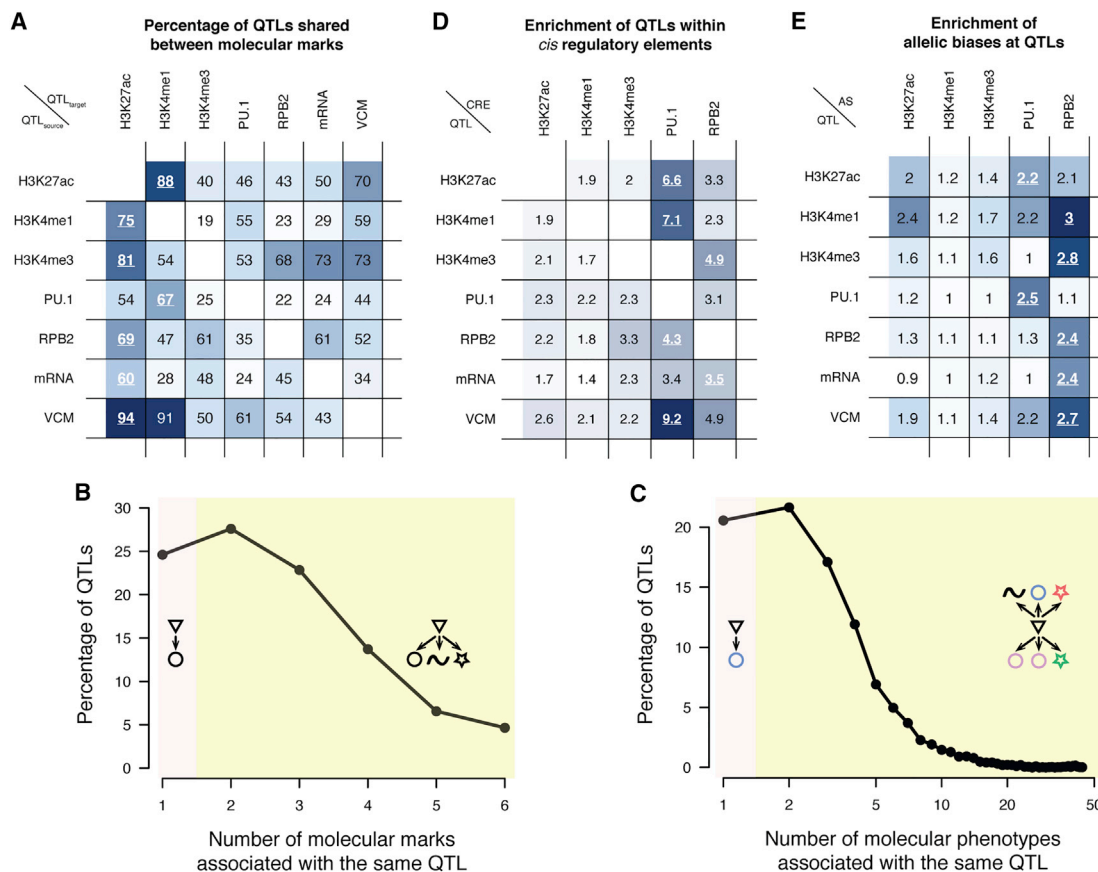 A
Percentage of QTLs shared
between molecular marks
QTLtarget
QTLsource
H3K27ac
H3K4me1
H3K4me3
PU.1
RPB2
mRNA
VCM
H3K27ac 88 40 46 43 50 70
H3K4me1 75 19 55 23 29 59
H3K4me3 81 54 53 68 73 73
PU.1 54 67 25 22 24 44
RPB2 69 47 61 35 61 52
mRNA 60 28 48 24 45 34
VCM 94 91 50 61 54 43
D
Enrichment of QTLs within
cis regulatory elements
CRE
QTL
H3K27ac
H3K4me1
H3K4me3
PU.1
RPB2
H3K27ac 1.9 2 6.6 3.3
H3K4me1 1.9 7.1 2.3
H3K4me3 2.1 1.7 4.9
PU.1 2.3 2.2 2.3 3.1
RPB2 2.2 1.8 3.3 4.3
mRNA 1.7 1.4 2.3 3.4 3.5
VCM 2.6 2.1 2.2 9.2 4.9
E
Enrichment of
allelic biases at QTLs
AS
QTL
H3K27ac
H3K4me1
H3K4me3
PU.1
RPB2
H3K27ac 2 1.2 1.4 2.2 2.1
H3K4me1 2.4 1.2 1.7 2.2 3
H3K4me3 1.6 1.1 1.6 1 2.8
PU.1 1.2 1 1 2.5 1.1
RPB2 1.3 1.1 1.1 1.3 2.4
mRNA 0.9 1 1.2 1 2.4
VCM 1.9 1.1 1.4 2.2 2.7
B
Percentage of QTLs
30
25
20
15
10
5
0
1 2 3 4 5 6
Number of molecular marks
associated with the same QTL
C
Percentage of QTLs
20
15
10
5
0
1 2 5 10 20 50
Number of molecular phenotypes
associated with the same QTL